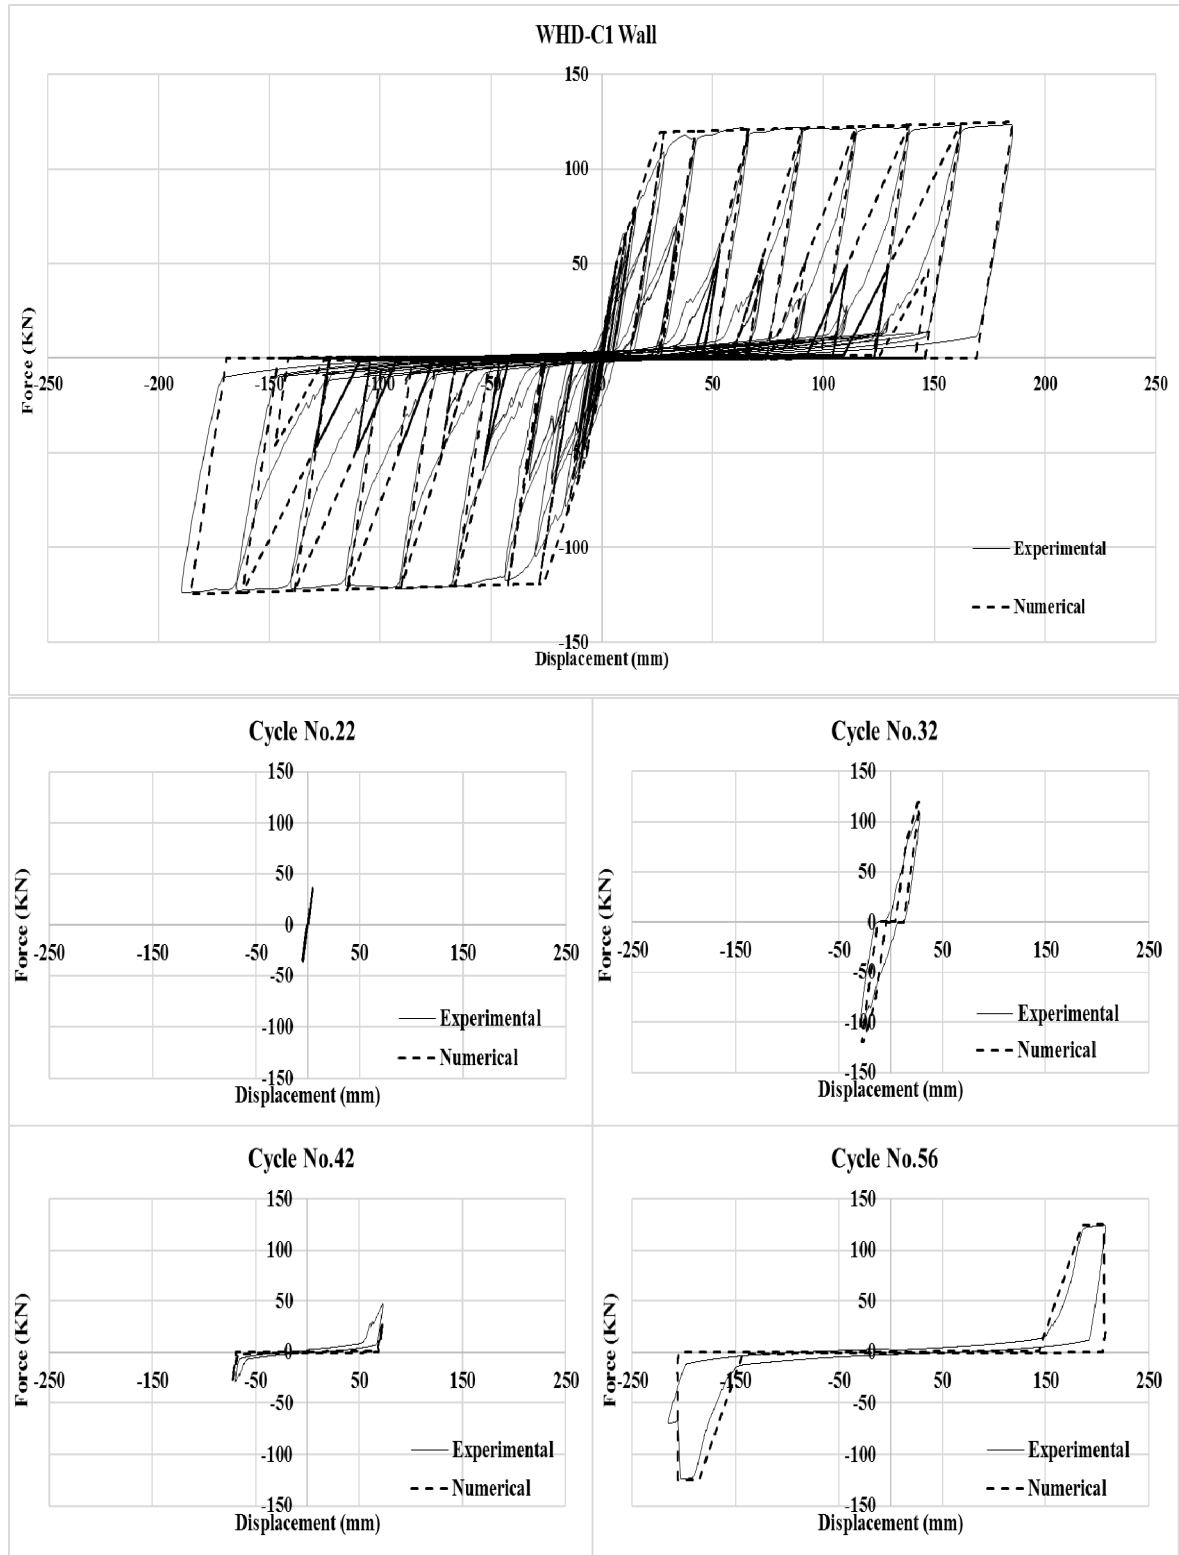 WHD-C1 Wall
150
100
50
0
-250 -200 -150 -100 -50 50 100 150 200 250
-50
-100
-150
Force (KN)
Displacement (mm)
Experimental
Numerical
Cycle No.22
150
100
50
0
-250 -150 -50 50 150 250
-50
-100
-150
Force (KN)
Displacement (mm)
Experimental
Numerical
Cycle No.32
150
100
50
0
-250 -150 -50 50 150 250
-50
-100
-150
Force (KN)
Displacement (mm)
Experimental
Numerical
Cycle No.42
150
100
50
0
-250 -150 -50 50 150 250
-50
-100
-150
Force (KN)
Displacement (mm)
Experimental
Numerical
Cycle No.56
150
100
50
0
-250 -150 -50 50 150 250
-50
-100
-150
Force (KN)
Displacement (mm)
Experimental
Numerical